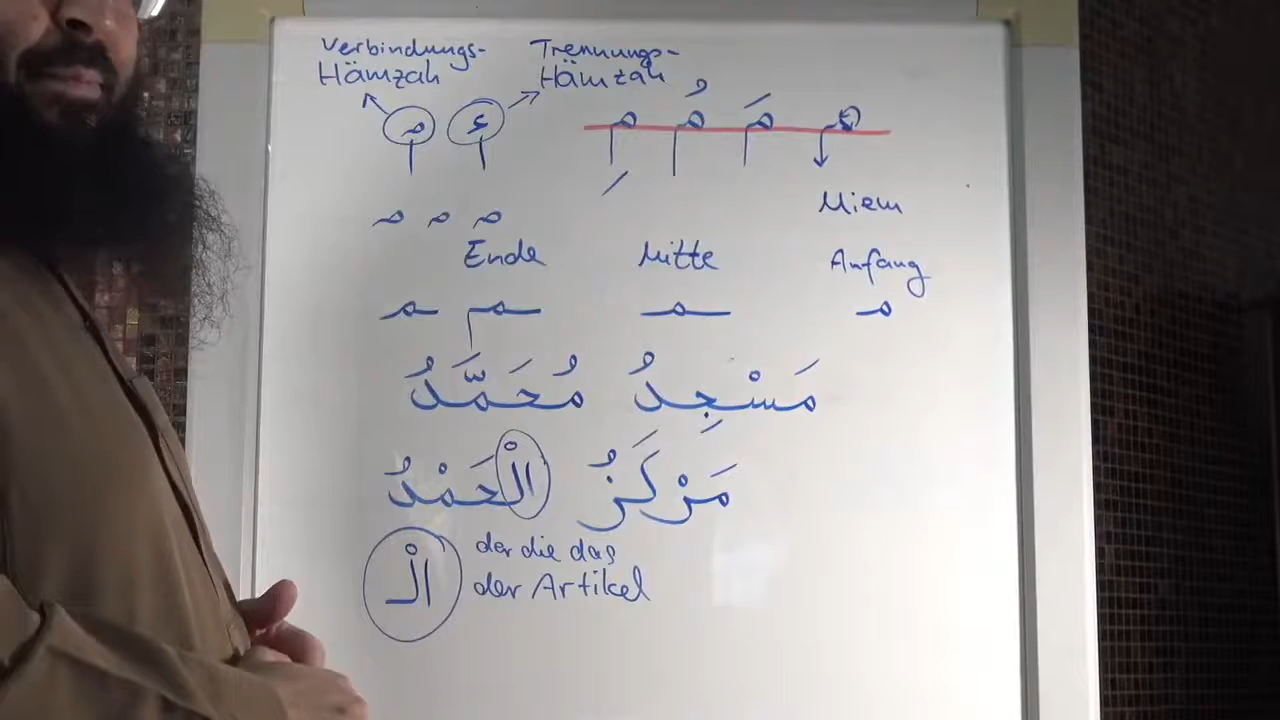 Verbindungs- Trennungs-
Hämzah Hämzah
ٱ أ
م مَ مُ مِ
Miem
Anfang Mitte Ende
مـ ـمـ ـم ـمـ
مَسْجِدُ مُحَمَّدُ
مَرْكَزُ الْحَمْدُ
الْـ der die das
der Artikel